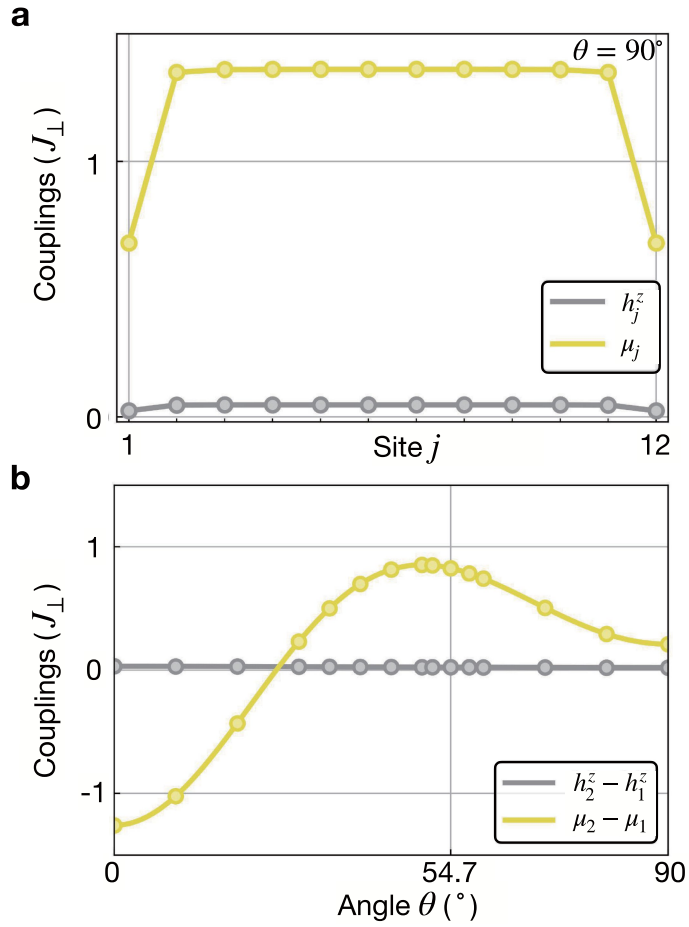 a
θ = 90°
Couplings (J⊥)
1
0
h_j^z
μ_j
1
Site j
12
b
Couplings (J⊥)
1
0
-1
h_2^z − h_1^z
μ_2 − μ_1
0
54.7
90
Angle θ (°)